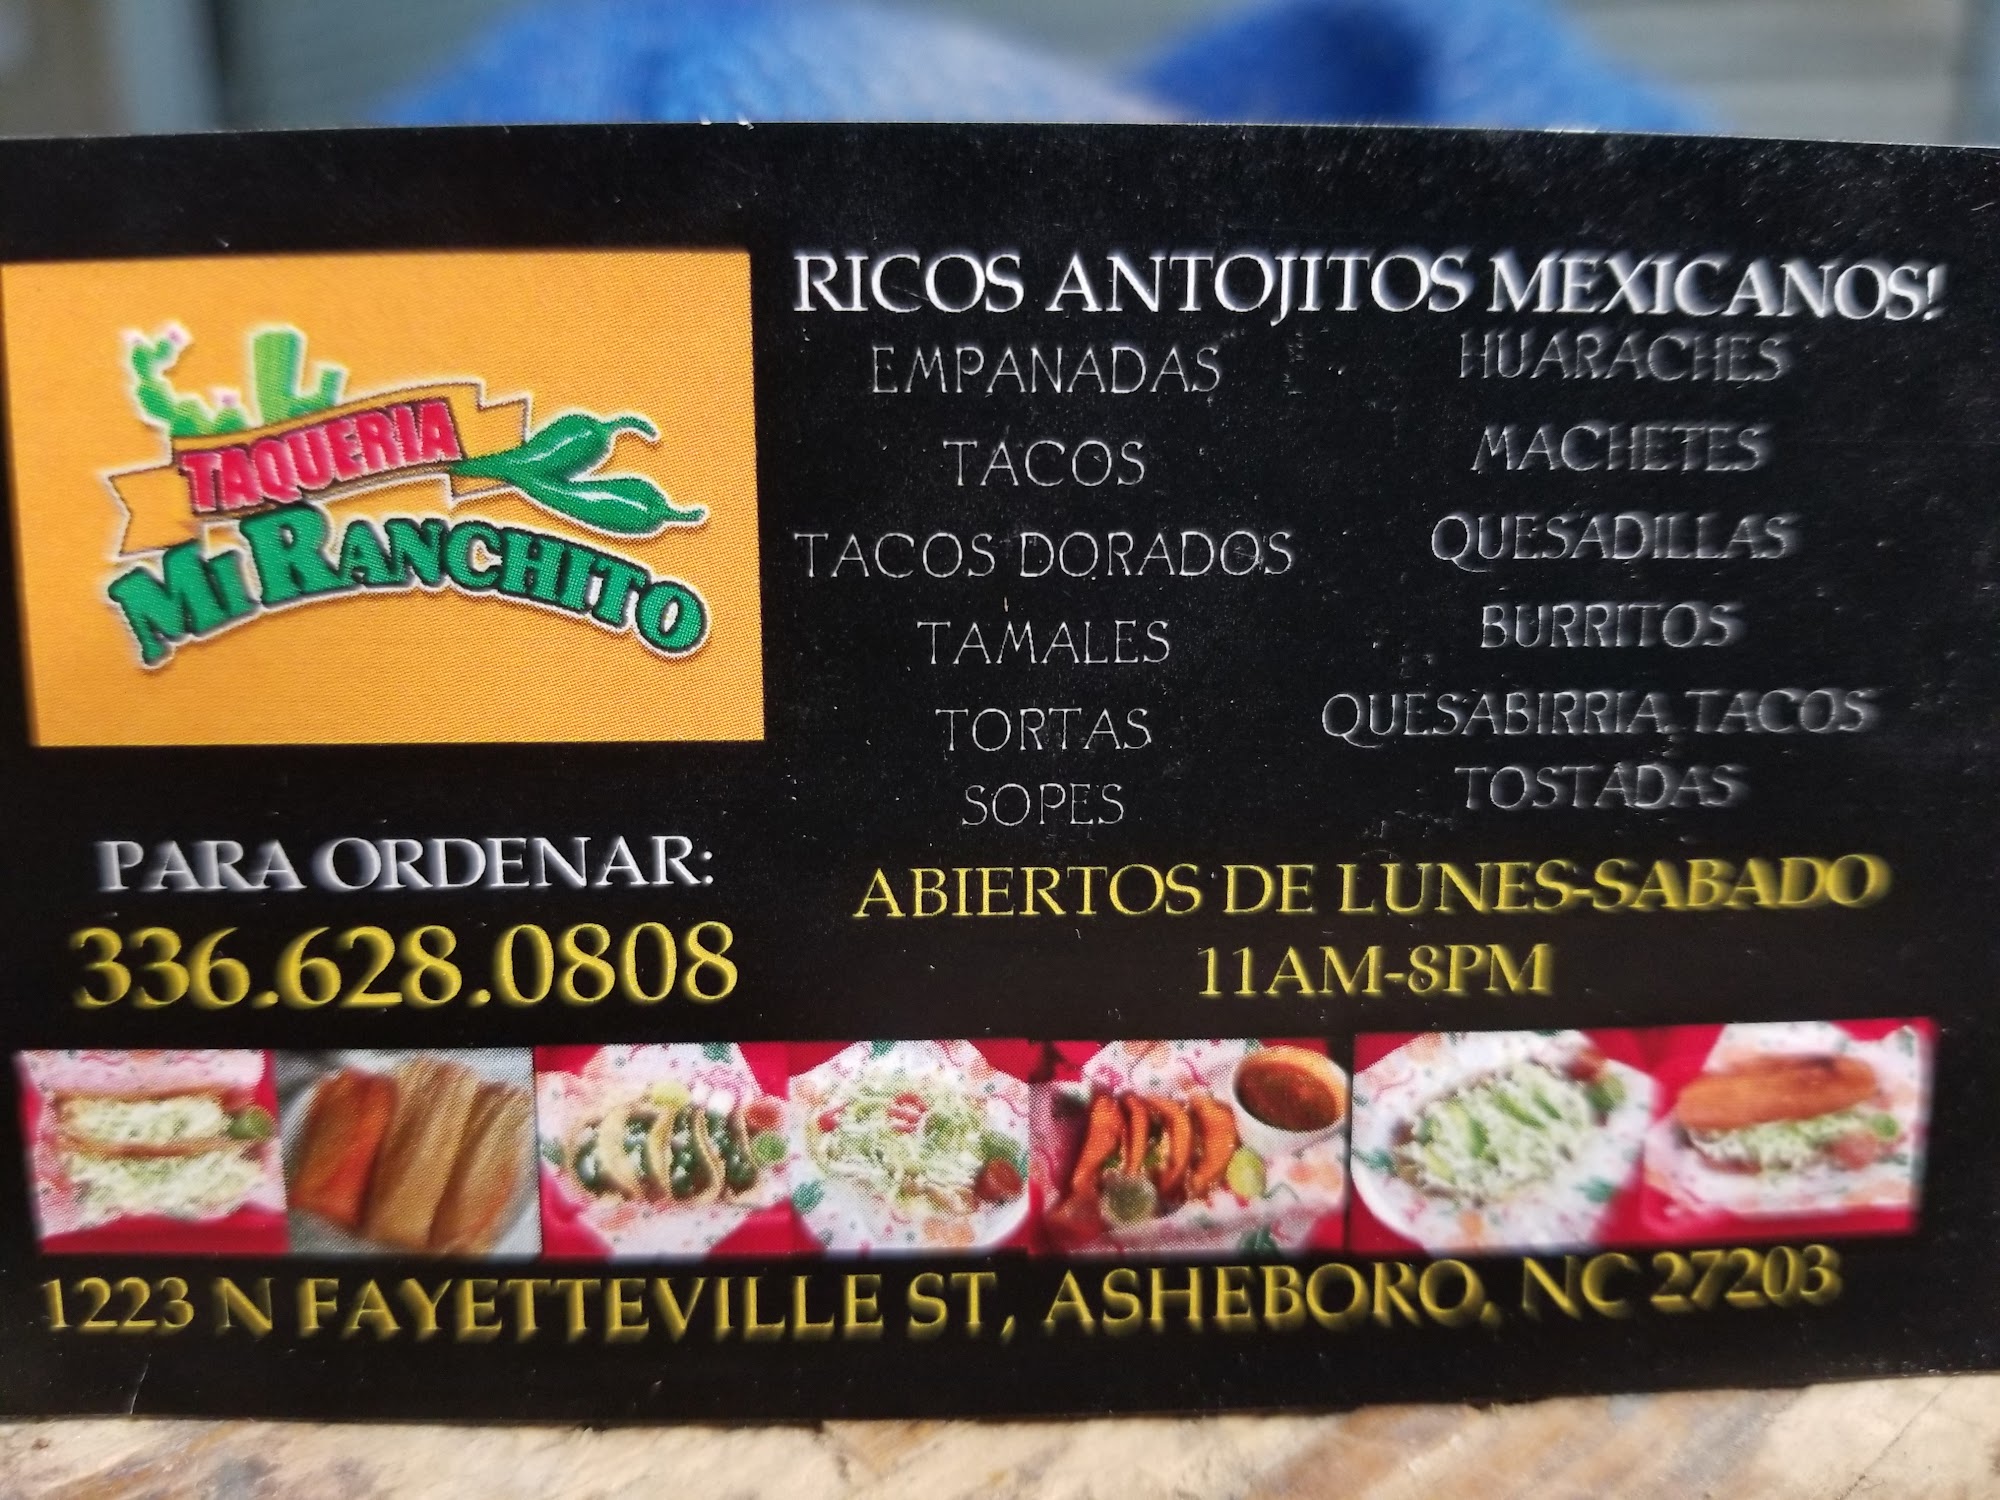 TAQUERIA
MI RANCHITO
RICOS ANTOJITOS MEXICANOS!
EMPANADAS
TACOS
TACOS DORADOS
TAMALES
TORTAS
SOPES
HUARACHES
MACHETES
QUESADILLAS
BURRITOS
QUESABIRRIA TACOS
TOSTADAS
PARA ORDENAR:
336.628.0808
ABIERTOS DE LUNES-SABADO
11AM-8PM
1223 N FAYETTEVILLE ST, ASHEBORO, NC 27203